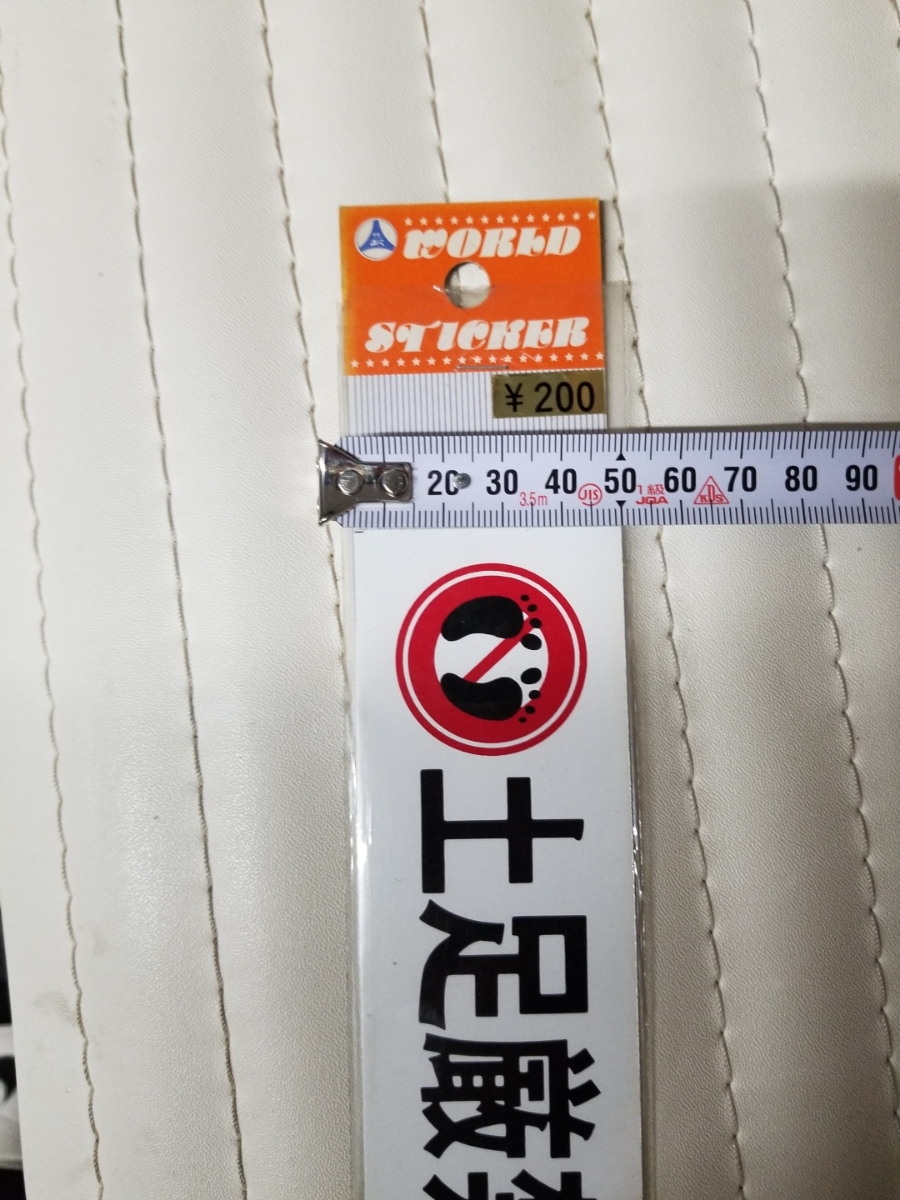 WORLD
STICKER
¥200
20 30 40 50 60 70 80 90
3.5m JIS 1級 JQA KDS
土足厳